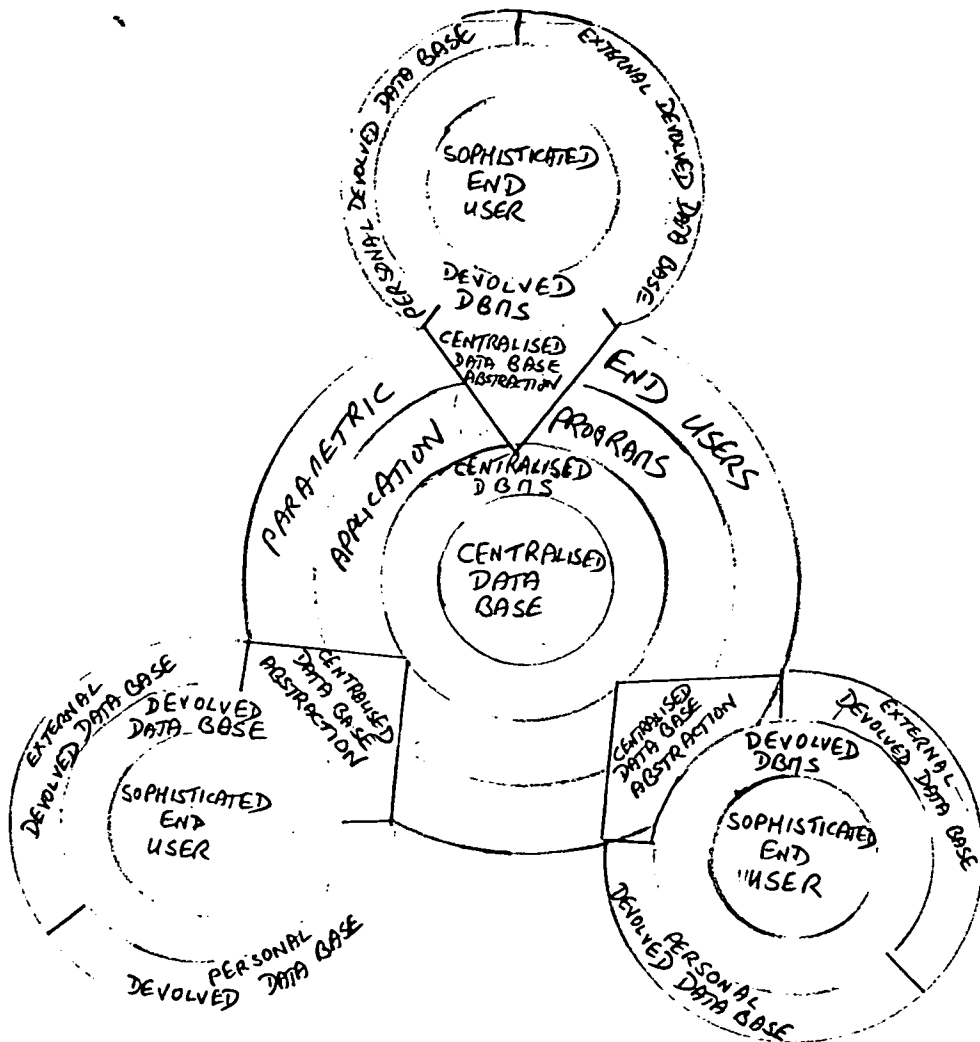 PERSONAL DEVOLVED DATA BASE
EXTERNAL DEVOLVED DATA BASE
SOPHISTICATED
END
USER
DEVOLVED
DBMS
CENTRALISED
DATA BASE
ABSTRACTION
PARAMETRIC
END USERS
APPLICATION
PROGRAMS
CENTRALISED
DBMS
CENTRALISED
DATA
BASE
CENTRALISED
DATA BASE
ABSTRACTION
EXTERNAL
DEVOLVED DATA BASE
DEVOLVED
DATA BASE
SOPHISTICATED
END
USER
PERSONAL
DEVOLVED DATA BASE
CENTRALISED
DATA BASE
ABSTRACTION
EXTERNAL
DEVOLVED DATA BASE
DEVOLVED
DBMS
SOPHISTICATED
END
USER
PERSONAL
DEVOLVED DATA BASE